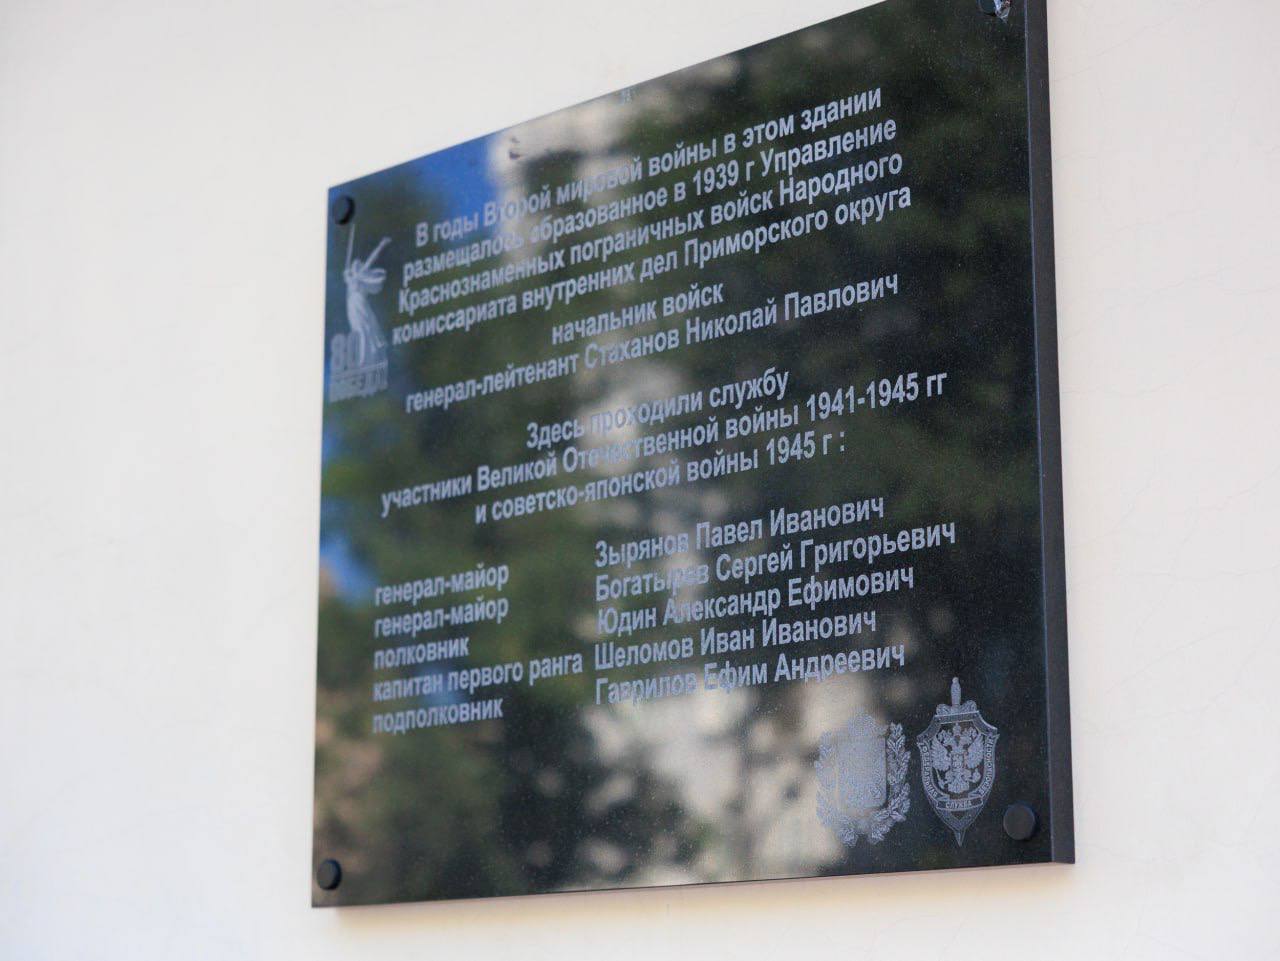 В годы Второй мировой войны в этом здании
размещалось образованное в 1939 г Управление
Краснознаменных пограничных войск Народного
комиссариата внутренних дел Приморского округа
начальник войск
генерал-лейтенант Стаханов Николай Павлович
80
ПОБЕДА!
Здесь проходили службу
участники Великой Отечественной войны 1941-1945 гг
и советско-японской войны 1945 г :
генерал-майор Зырянов Павел Иванович
генерал-майор Богатырев Сергей Григорьевич
полковник Юдин Александр Ефимович
капитан первого ранга Шеломов Иван Иванович
подполковник Гаврилов Ефим Андреевич
ФЕДЕРАЛЬНАЯ СЛУЖБА БЕЗОПАСНОСТИ